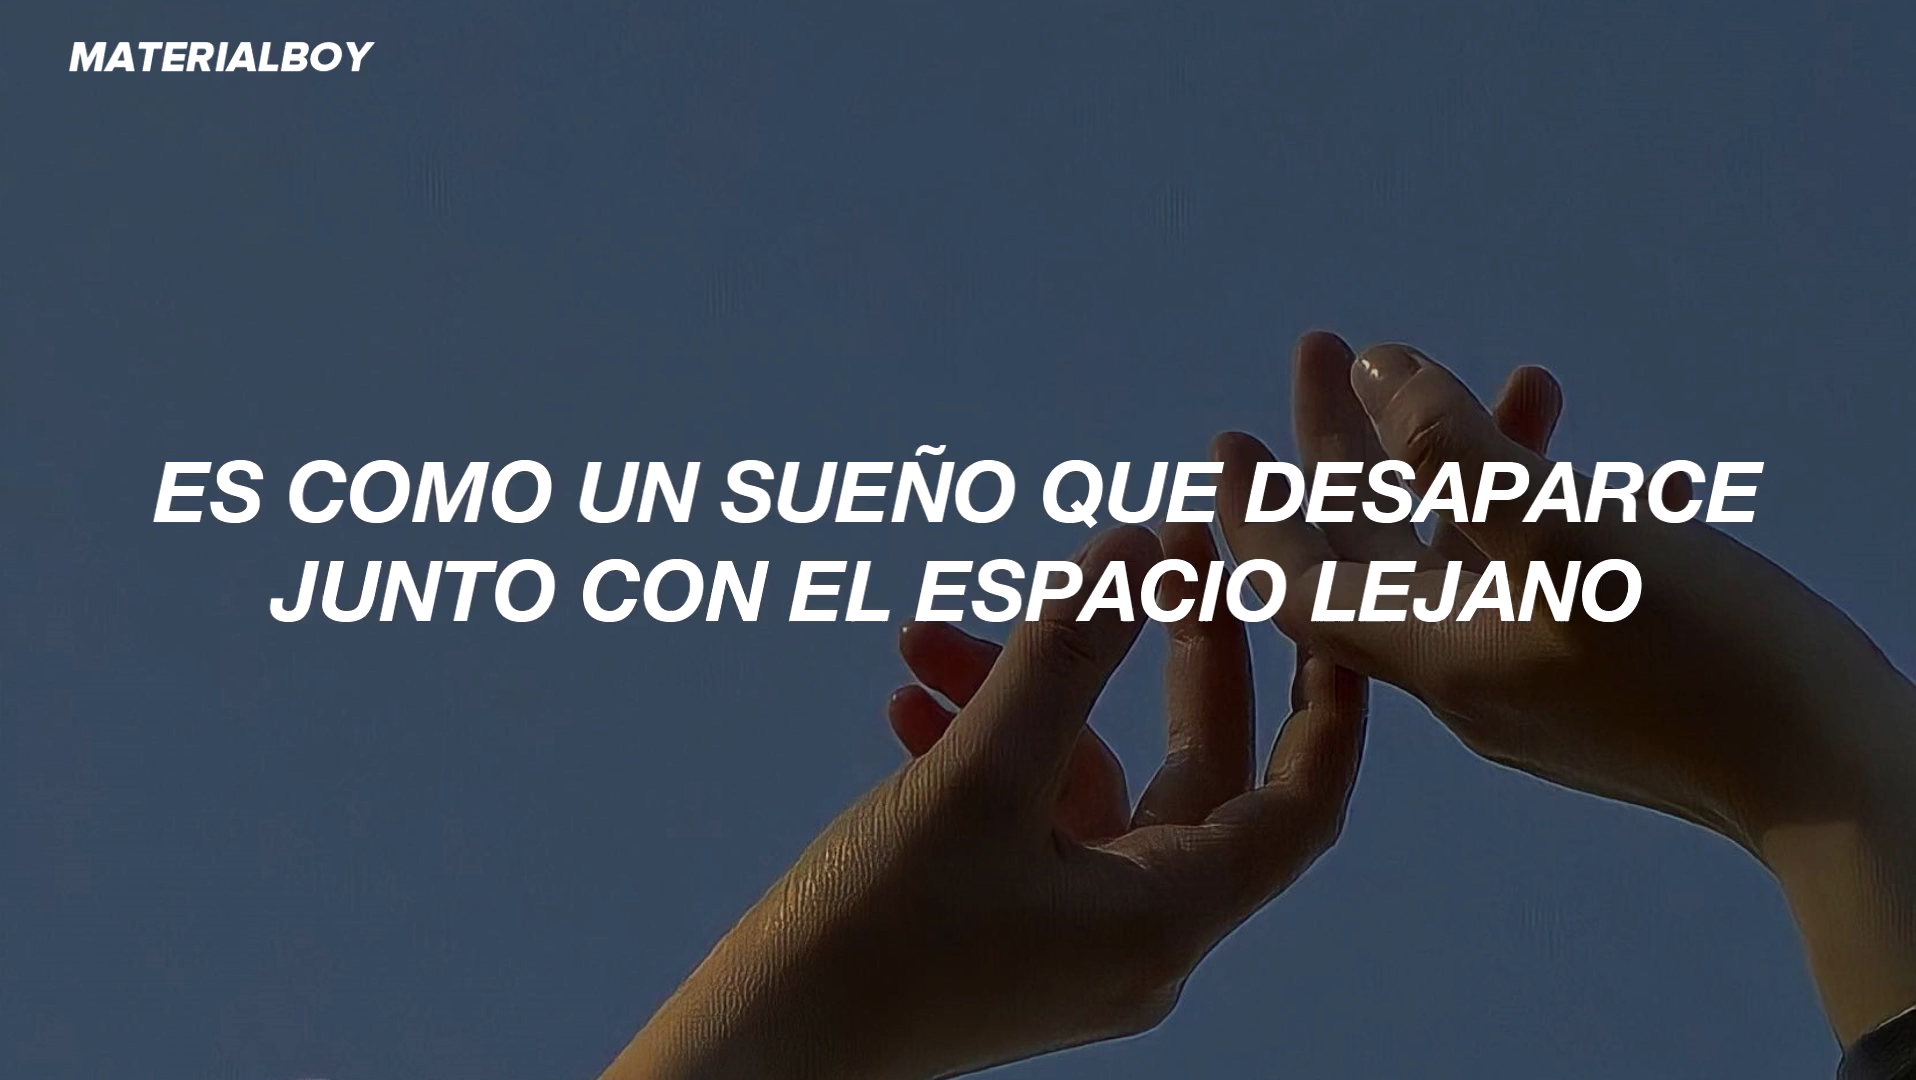 MATERIALBOY
ES COMO UN SUEÑO QUE DESAPARCE
JUNTO CON EL ESPACIO LEJANO